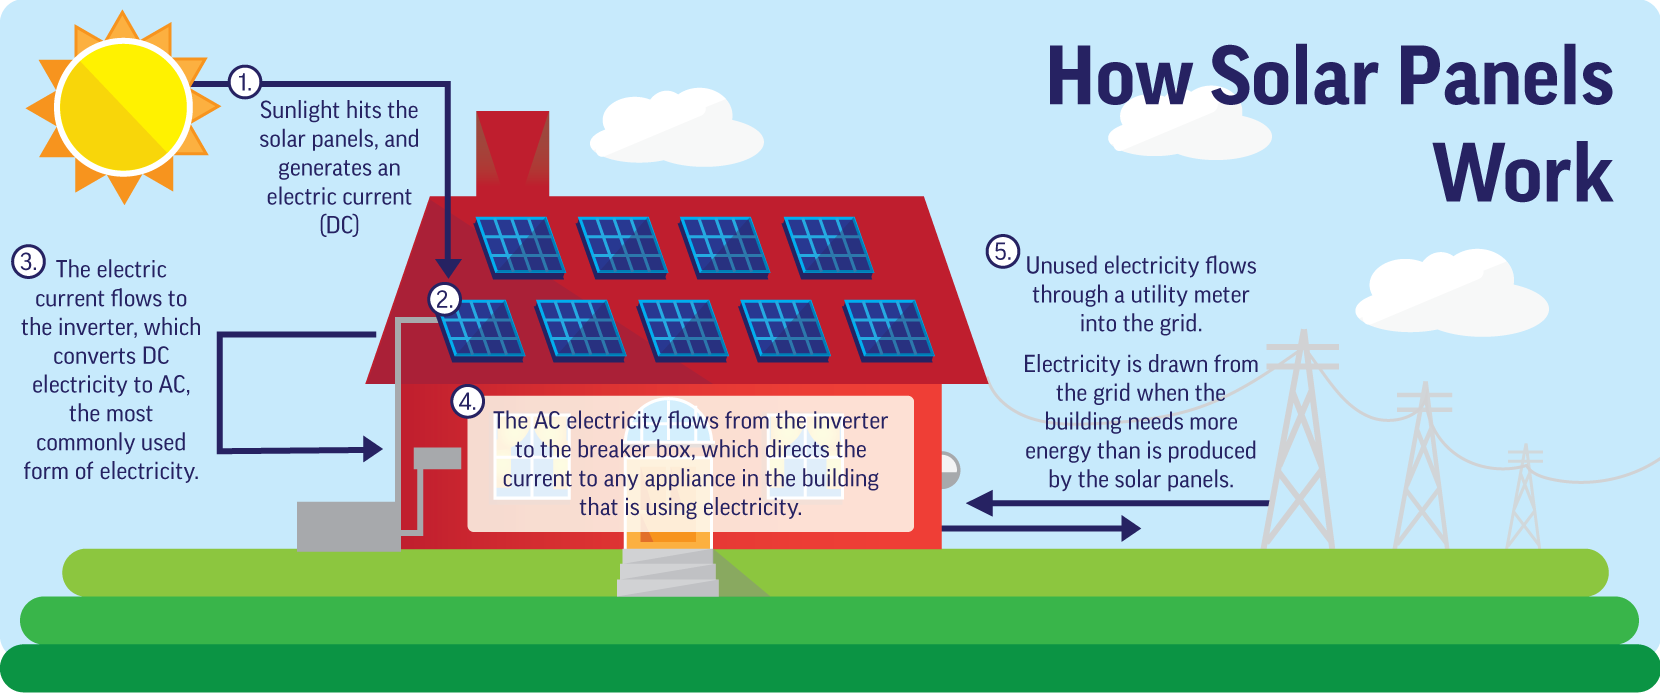 How Solar Panels
Work
1.
Sunlight hits the
solar panels, and
generates an
electric current
(DC)
2.
3.
The electric
current flows to
the inverter, which
converts DC
electricity to AC,
the most
commonly used
form of electricity.
4.
The AC electricity flows from the inverter
to the breaker box, which directs the
current to any appliance in the building
that is using electricity.
5.
Unused electricity flows
through a utility meter
into the grid.
Electricity is drawn from
the grid when the
building needs more
energy than is produced
by the solar panels.